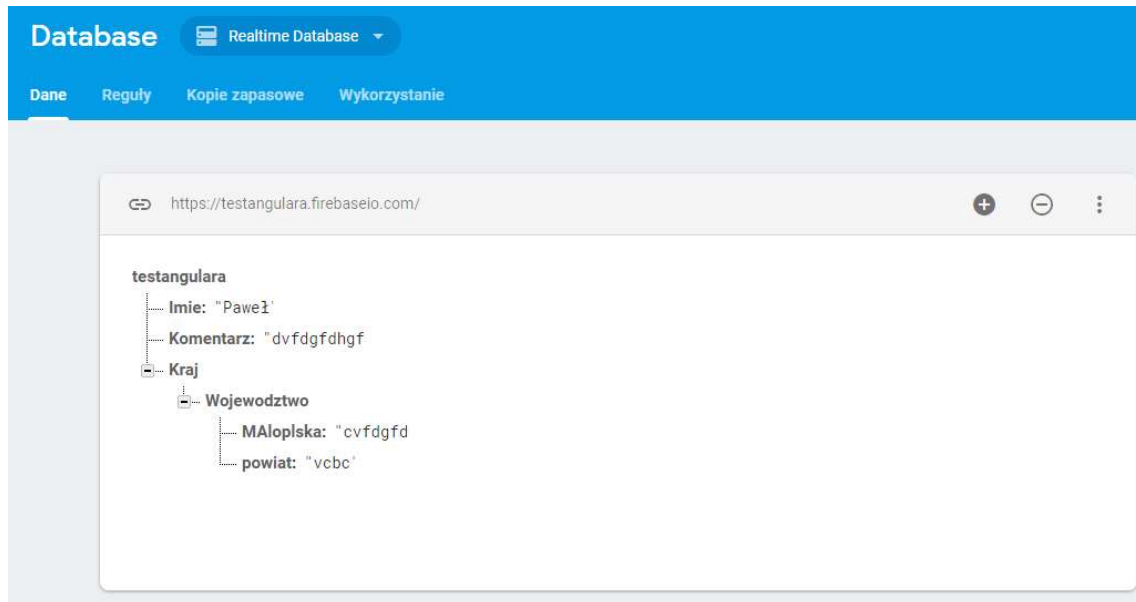 Database Realtime Database
Dane Reguły Kopie zapasowe Wykorzystanie
https://testangulara.firebaseio.com/
testangulara
Imie: "Paweł'
Komentarz: "dvfdgfdhgf
Kraj
Wojewodztwo
MAloplska: "cvfdgfd
powiat: "vcbc'